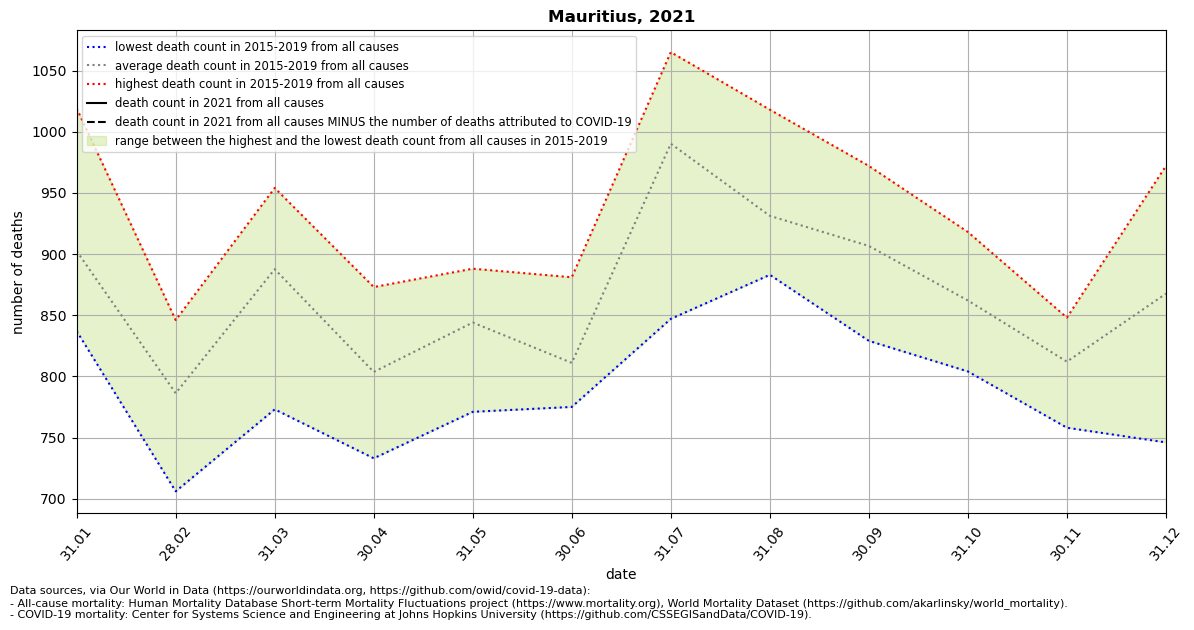 Mauritius, 2021
lowest death count in 2015-2019 from all causes
average death count in 2015-2019 from all causes
highest death count in 2015-2019 from all causes
death count in 2021 from all causes
death count in 2021 from all causes MINUS the number of deaths attributed to COVID-19
range between the highest and the lowest death count from all causes in 2015-2019
number of deaths
1050
1000
950
900
850
800
750
700
31.01
28.02
31.03
30.04
31.05
30.06
31.07
31.08
30.09
31.10
30.11
31.12
date
Data sources, via Our World in Data (https://ourworldindata.org, https://github.com/owid/covid-19-data):
- All-cause mortality: Human Mortality Database Short-term Mortality Fluctuations project (https://www.mortality.org), World Mortality Dataset (https://github.com/akarlinsky/world_mortality).
- COVID-19 mortality: Center for Systems Science and Engineering at Johns Hopkins University (https://github.com/CSSEGISandData/COVID-19).